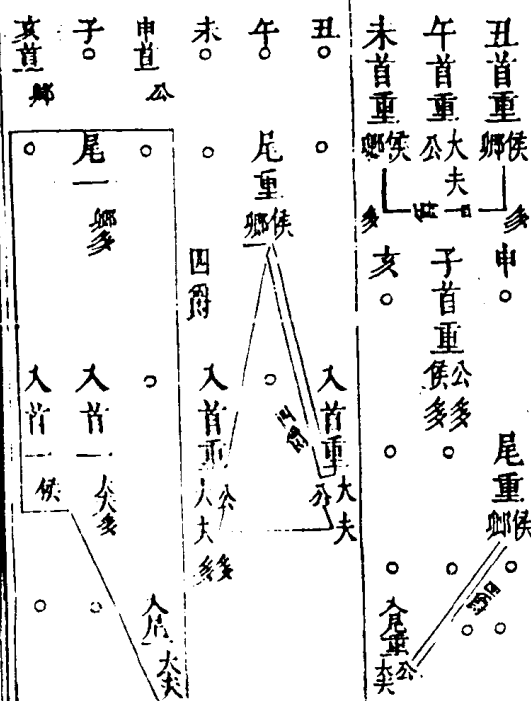 丑首重侯卿多 申○ 尾重侯卿○○
午首重大夫公 子首重公侯多多○○○
未首重侯卿多 亥○○○入尾重公大夫
丑○○入首重大夫公
午○尾重侯卿○四爵
未○○四爵入首重公大夫多多
申首公○○入尾大夫
子○尾一卿多入首一大夫多○
亥首卿○入首一侯○